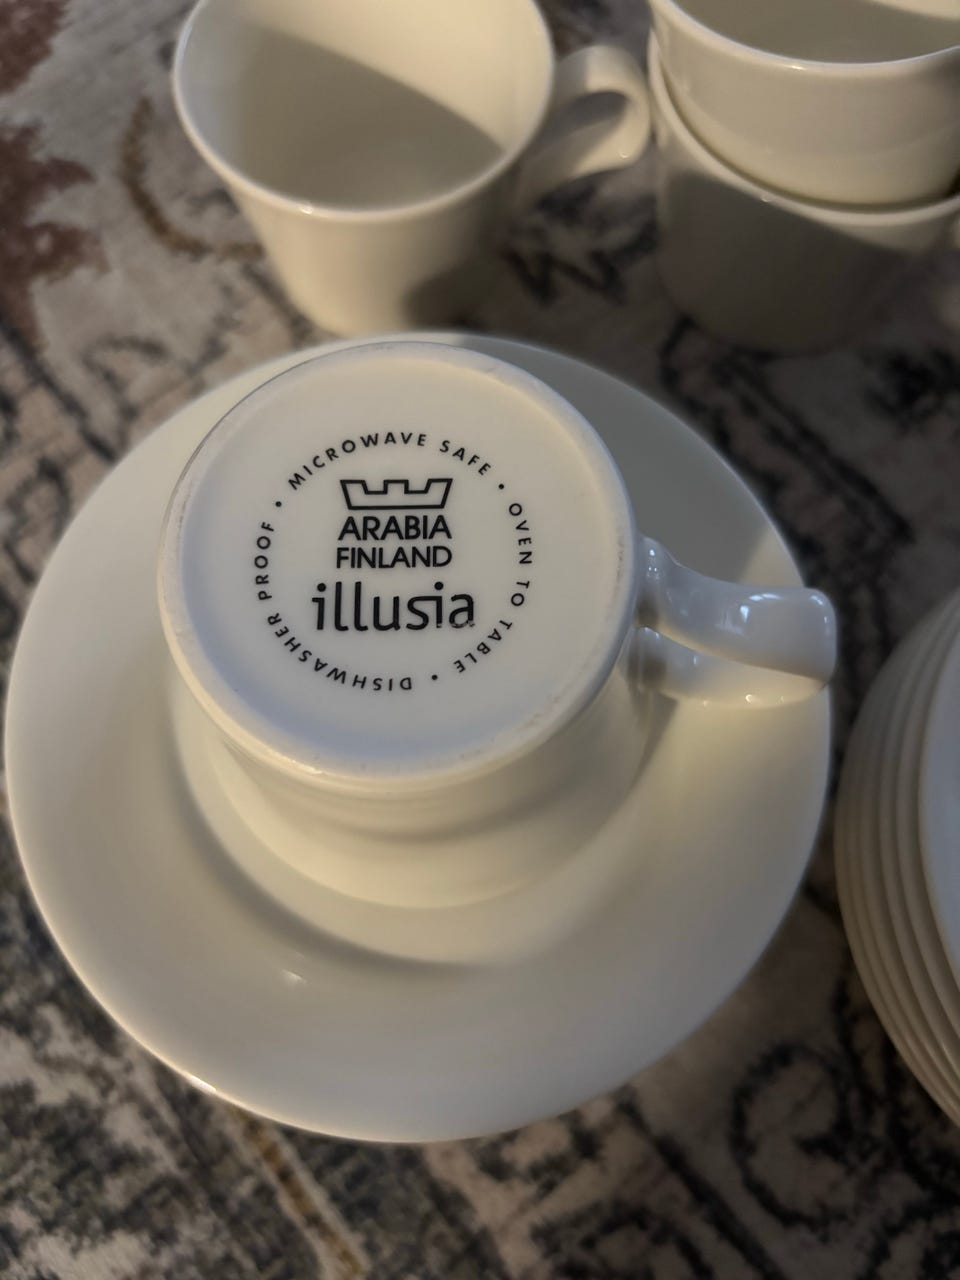 MICROWAVE SAFE • OVEN TO TABLE • DISHWASHER PROOF •
ARABIA
FINLAND
illusia